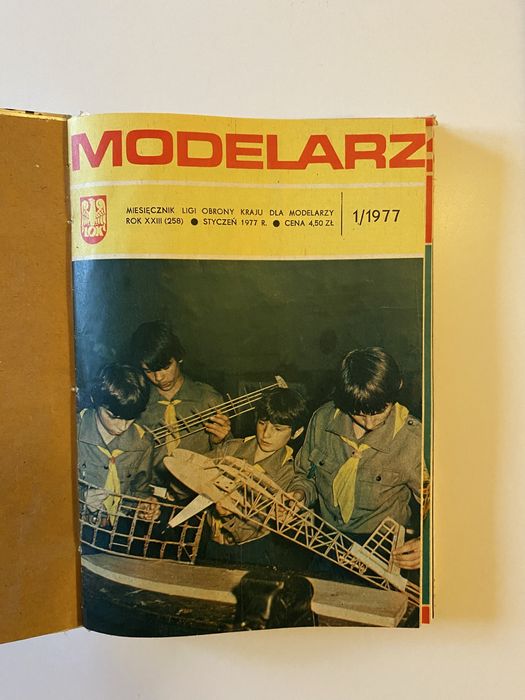 MODELARZ
LOK
MIESIĘCZNIK LIGI OBRONY KRAJU DLA MODELARZY
ROK XXIII (258) ● STYCZEŃ 1977 R. ● CENA 4,50 ZŁ
1/1977